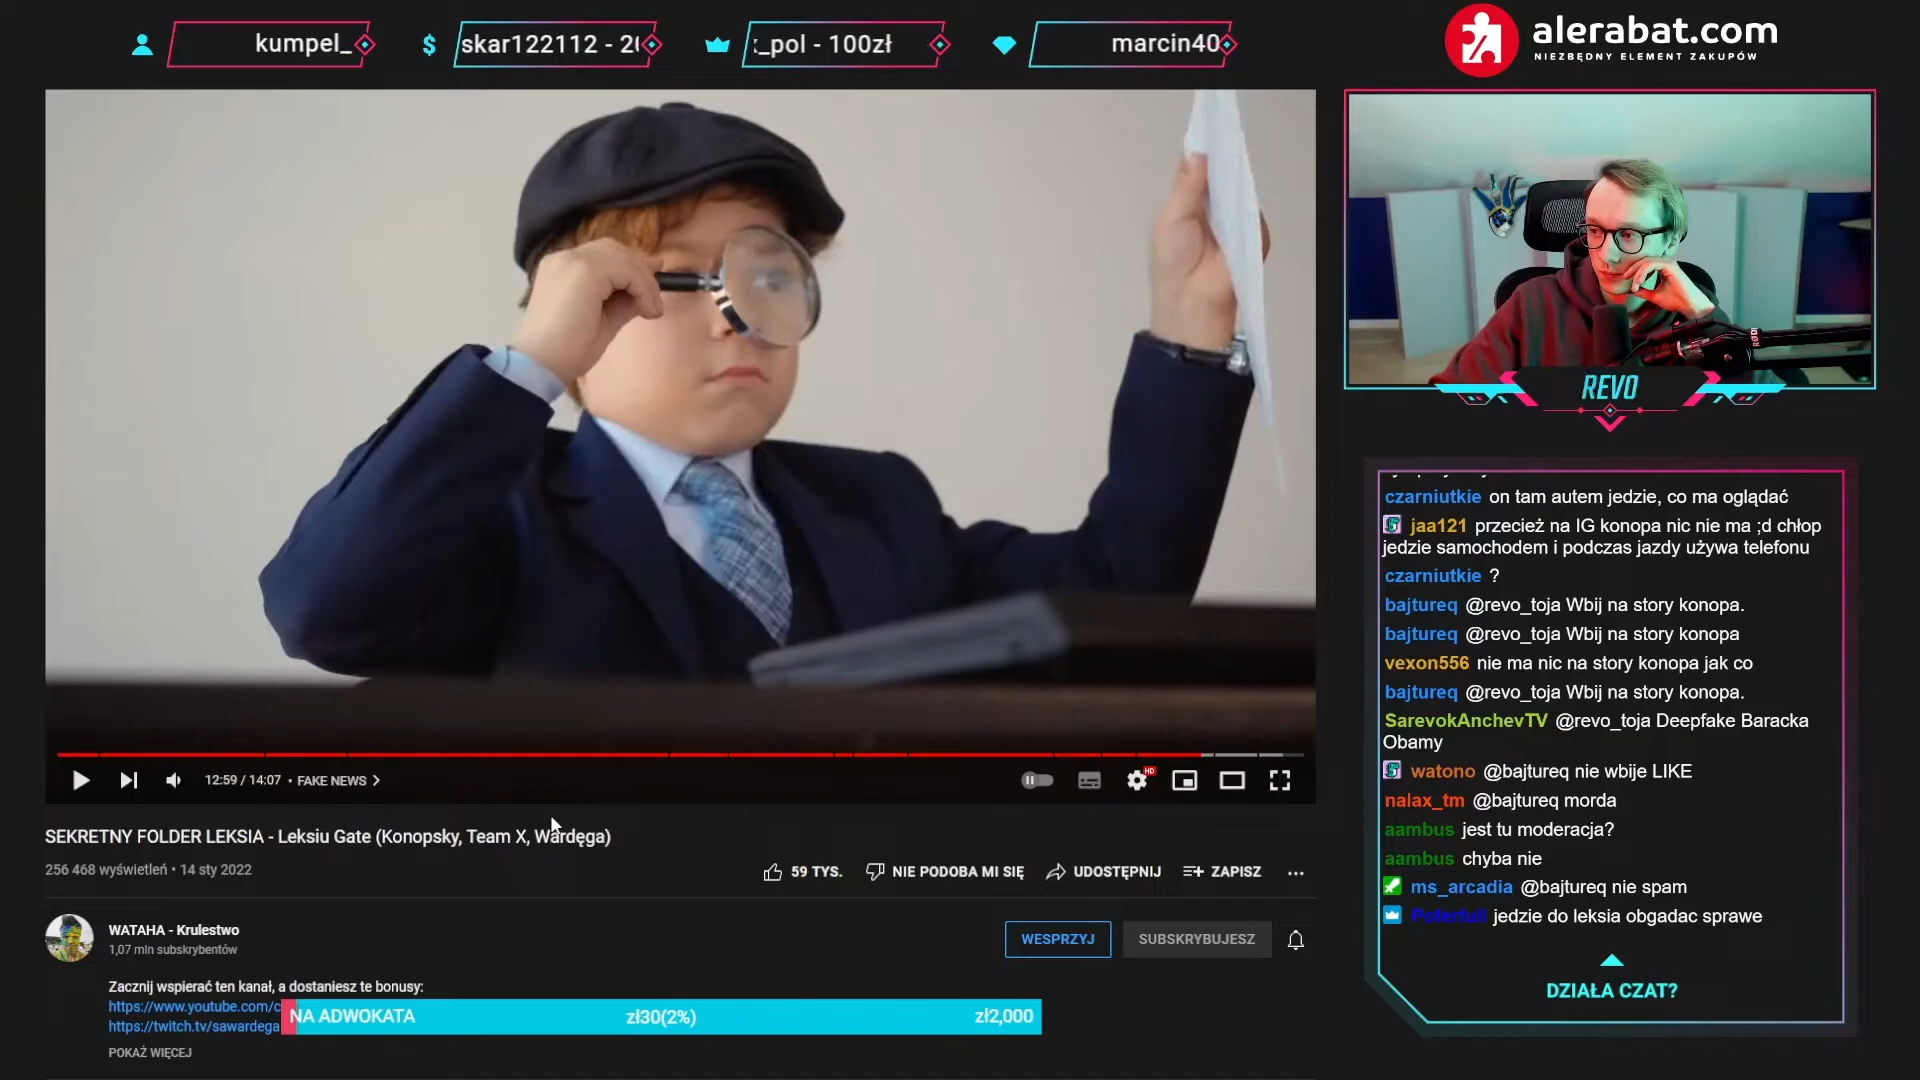 kumpel_
$
skar122112 - 20
:_pol - 100zł
marcin40
alerabat.com
NIEZBĘDNY ELEMENT ZAKUPÓW
RØDE
REVO
12:59 / 14:07 • FAKE NEWS
HD
SEKRETNY FOLDER LEKSIA - Leksiu Gate (Konopsky, Team X, Wardęga)
256 468 wyświetleń • 14 sty 2022
59 TYS.
NIE PODOBA MI SIĘ
UDOSTĘPNIJ
ZAPISZ
WATAHA - Krulestwo
1,07 mln subskrybentów
WESPRZYJ
SUBSKRYBUJESZ
Zacznij wspierać ten kanał, a dostaniesz te bonusy:
https://www.youtube.com/c
https://twitch.tv/sawardega
NA ADWOKATA
zł30(2%)
zł2,000
POKAŻ WIĘCEJ
czarniutkie on tam autem jedzie, co ma oglądać
jaa121 przecież na IG konopa nic nie ma ;d chłop
jedzie samochodem i podczas jazdy używa telefonu
czarniutkie ?
bajtureq @revo_toja Wbij na story konopa.
bajtureq @revo_toja Wbij na story konopa
vexon556 nie ma nic na story konopa jak co
bajtureq @revo_toja Wbij na story konopa.
SarevokAnchevTV @revo_toja Deepfake Baracka
Obamy
watono @bajtureq nie wbije LIKE
nalax_tm @bajtureq morda
aambus jest tu moderacja?
aambus chyba nie
ms_arcadia @bajtureq nie spam
Poferfull jedzie do leksia obgadac sprawe
DZIAŁA CZAT?